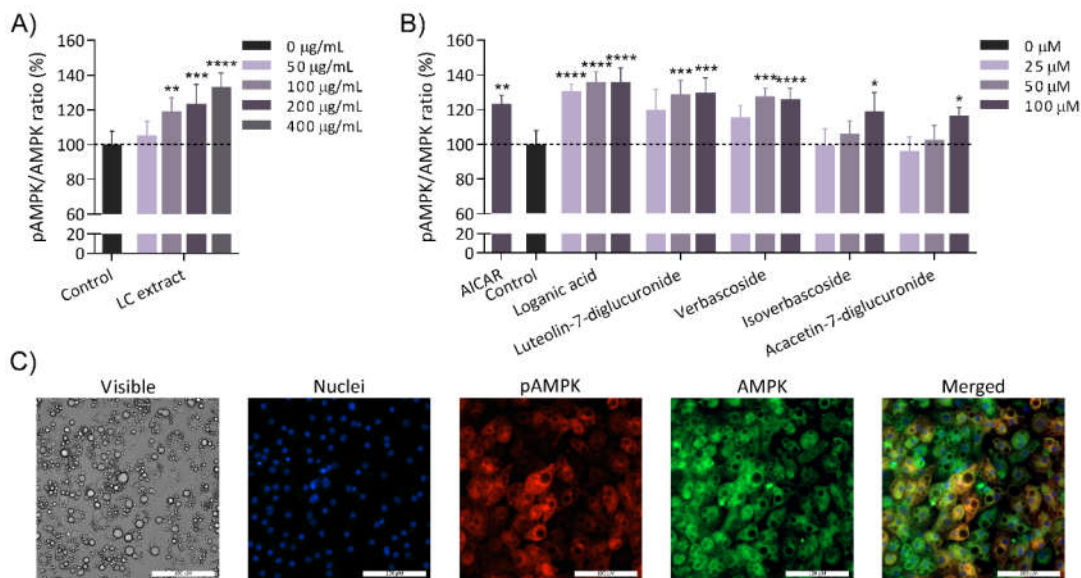 A)
pAMPK/AMPK ratio (%)
160
140
120
100
80
60
20
0
** *** ****
Control
LC extract
0 µg/mL
50 µg/mL
100 µg/mL
200 µg/mL
400 µg/mL
B)
pAMPK/AMPK ratio (%)
160
140
120
100
80
60
20
0
** **** **** **** *** *** *** **** * *
AICAR
Control
Loganic acid
Luteolin-7-diglucuronide
Verbascoside
Isoverbascoside
Acacetin-7-diglucuronide
0 µM
25 µM
50 µM
100 µM
C)
Visible Nuclei pAMPK AMPK Merged